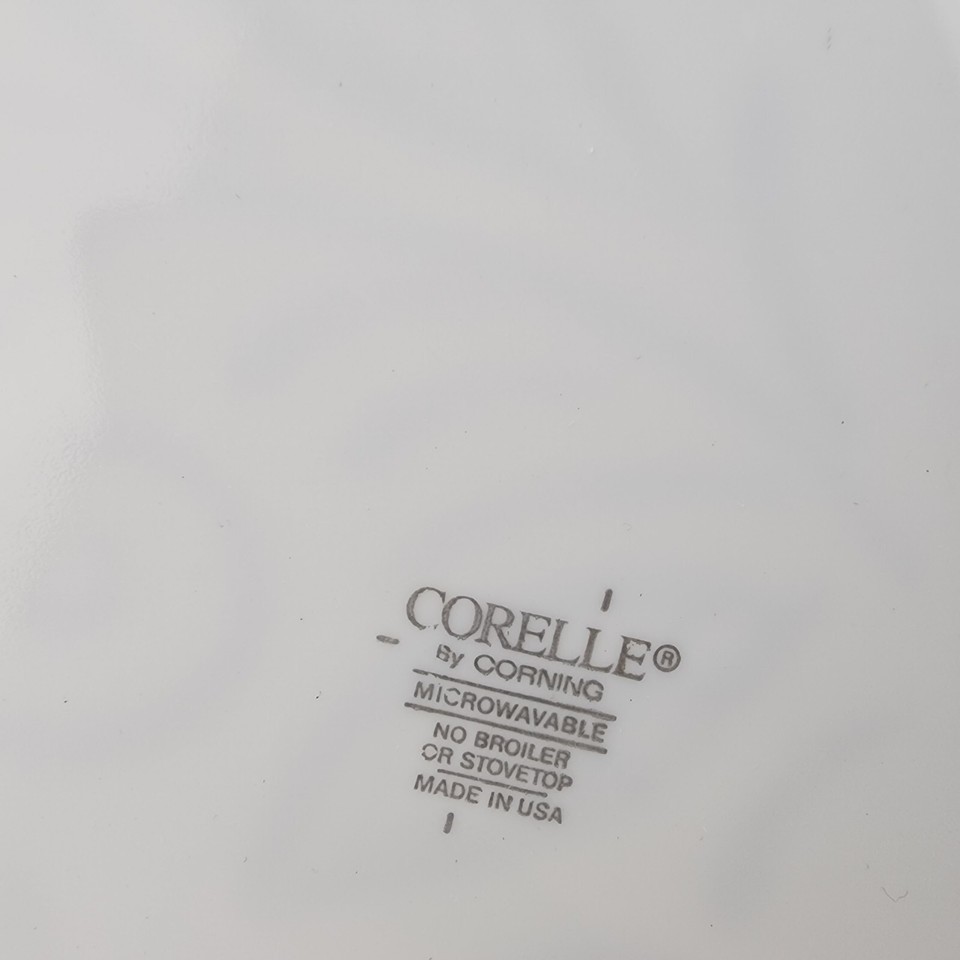 CORELLE®
By CORNING
MICROWAVABLE
NO BROILER
OR STOVETOP
MADE IN USA